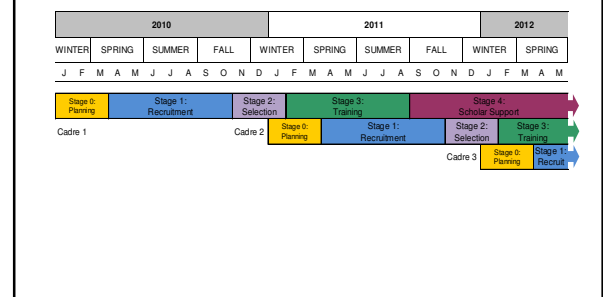 2010 2011 2012
WINTER SPRING SUMMER FALL WINTER SPRING SUMMER FALL WINTER SPRING
J F M A M J J A S O N D J F M A M J J A S O N D J F M A M
Stage 0: Stage 1: Stage 2: Stage 3: Stage 4:
Planning Recruitment Selection Training Scholar Support
Cadre 1 Cadre 2 Stage 0: Stage 1: Stage 2: Stage 3:
Planning Recruitment Selection Training
Cadre 3 Stage 0: Stage 1:
Planning Recruit